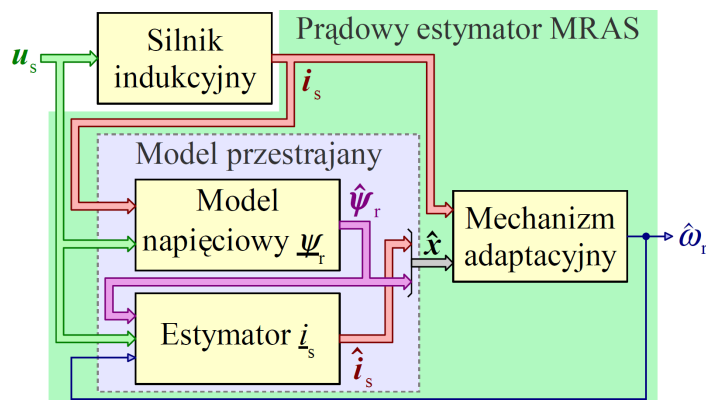 Prądowy estymator MRAS
Silnik
indukcyjny
u_s
i_s
Model przestrajany
Model
napięciowy ψ_r
ψ̂_r
Mechanizm
adaptacyjny
x̂
ω̂_r
Estymator i_s
î_s